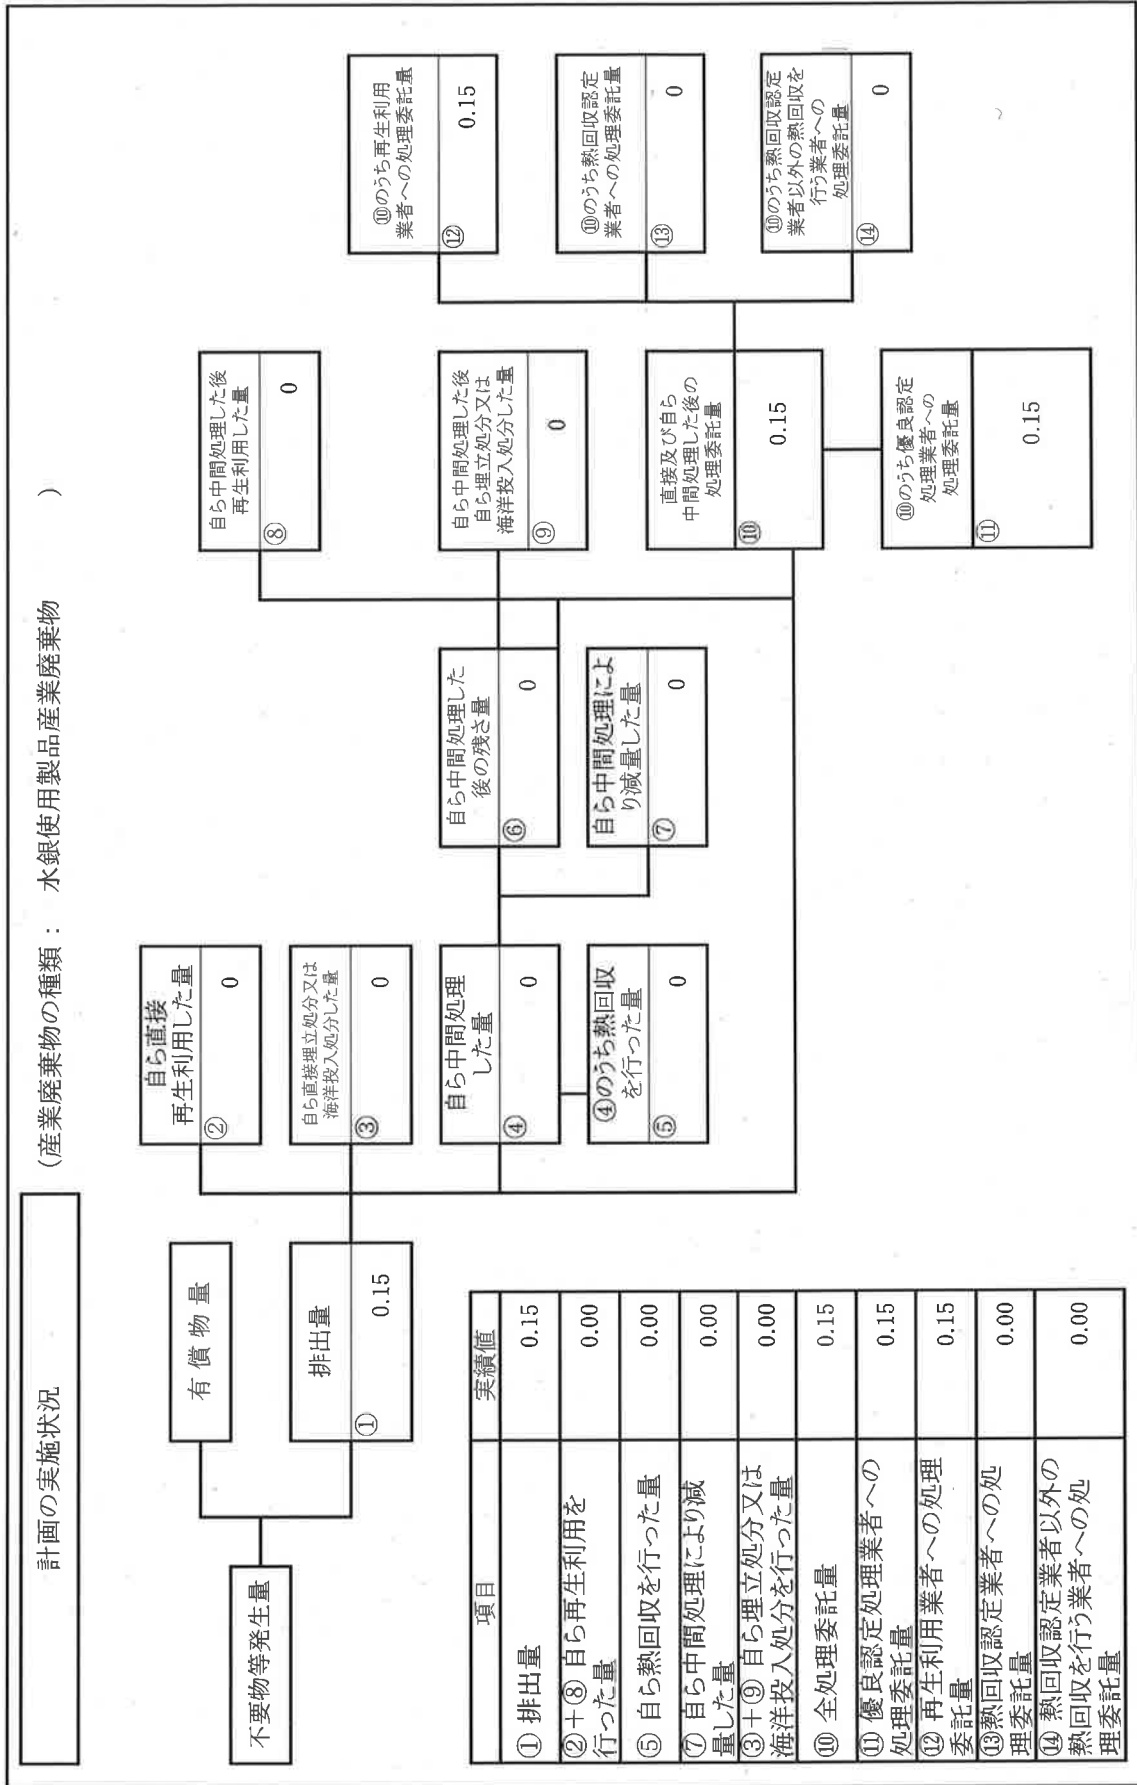 計画の実施状況
(産業廃棄物の種類： 水銀使用製品産業廃棄物 )
不要物等発生量
有償物量
排出量
① 0.15
自ら直接
再生利用した量
② 0
自ら直接埋立処分又は
海洋投入処分した量
③ 0
自ら中間処理
した量
④ 0
④のうち熱回収
を行った量
⑤ 0
自ら中間処理した
後の残さ量
⑥ 0
自ら中間処理によ
り減量した量
⑦ 0
自ら中間処理した後
再生利用した量
⑧ 0
自ら中間処理した後
自ら埋立処分又は
海洋投入処分した量
⑨ 0
直接及び自ら
中間処理した後の
処理委託量
⑩ 0.15
⑩のうち優良認定
処理業者への
処理委託量
⑪ 0.15
⑩のうち再生利用
業者への処理委託量
⑫ 0.15
⑩のうち熱回収認定
業者への処理委託量
⑬ 0
⑩のうち熱回収認定
業者以外の熱回収を
行う業者への
処理委託量
⑭ 0
項目 実績値
① 排出量 0.15
②＋⑧ 自ら再生利用を
行った量 0.00
⑤ 自ら熱回収を行った量 0.00
⑦ 自ら中間処理により減
量した量 0.00
③＋⑨ 自ら埋立処分又は
海洋投入処分を行った量 0.00
⑩ 全処理委託量 0.15
⑪ 優良認定処理業者への
処理委託量 0.15
⑫ 再生利用業者への処理
委託量 0.15
⑬熱回収認定業者への処
理委託量 0.00
⑭ 熱回収認定業者以外の
熱回収を行う業者への処
理委託量 0.00